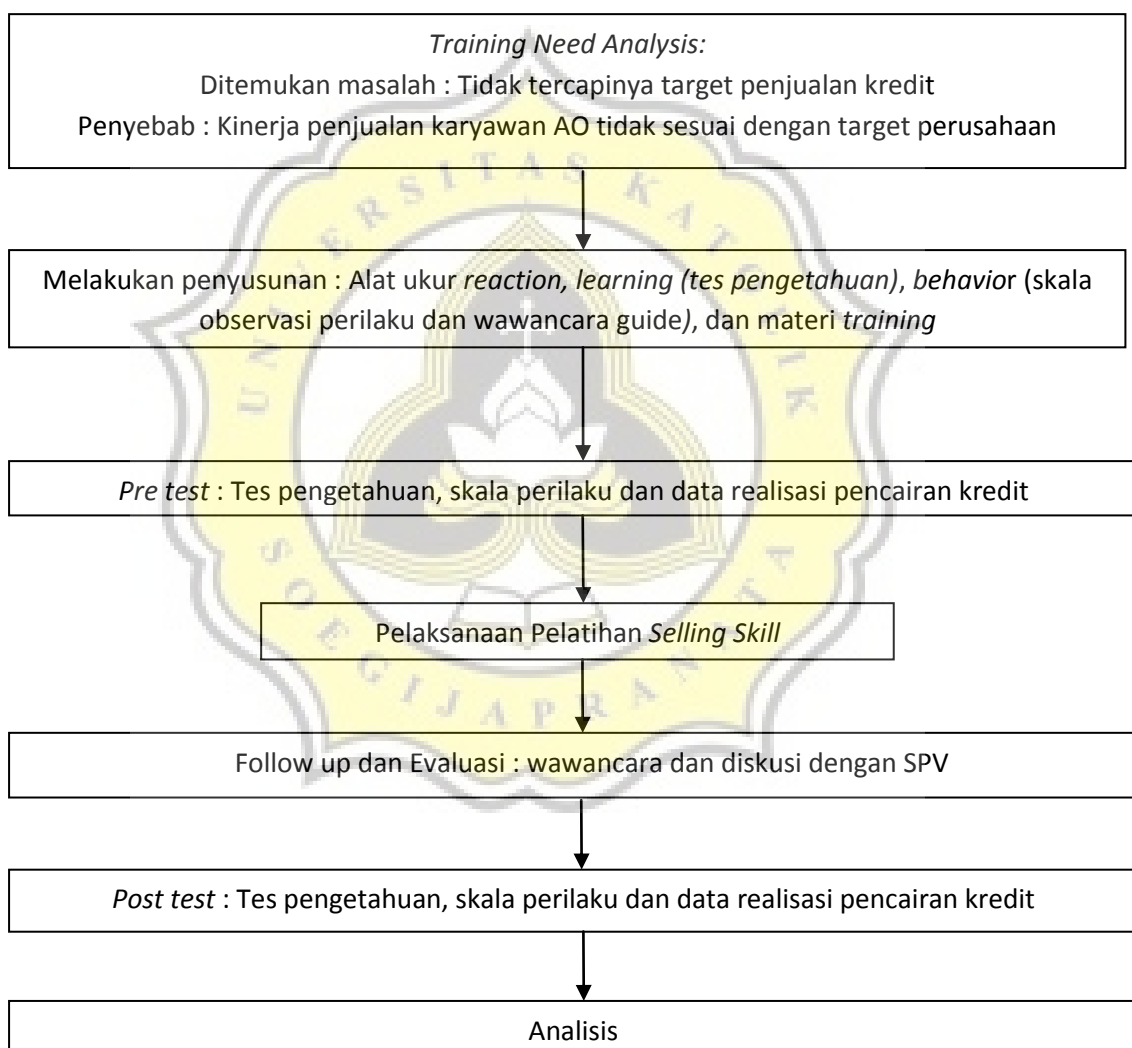 Training Need Analysis:
Ditemukan masalah : Tidak tercapinya target penjualan kredit
Penyebab : Kinerja penjualan karyawan AO tidak sesuai dengan target perusahaan
Melakukan penyusunan : Alat ukur reaction, learning (tes pengetahuan), behavior (skala
observasi perilaku dan wawancara guide), dan materi training
Pre test : Tes pengetahuan, skala perilaku dan data realisasi pencairan kredit
Pelaksanaan Pelatihan Selling Skill
Follow up dan Evaluasi : wawancara dan diskusi dengan SPV
Post test : Tes pengetahuan, skala perilaku dan data realisasi pencairan kredit
Analisis
UNIVERSITAS KATOLIK
SOEGIJAPRANATA